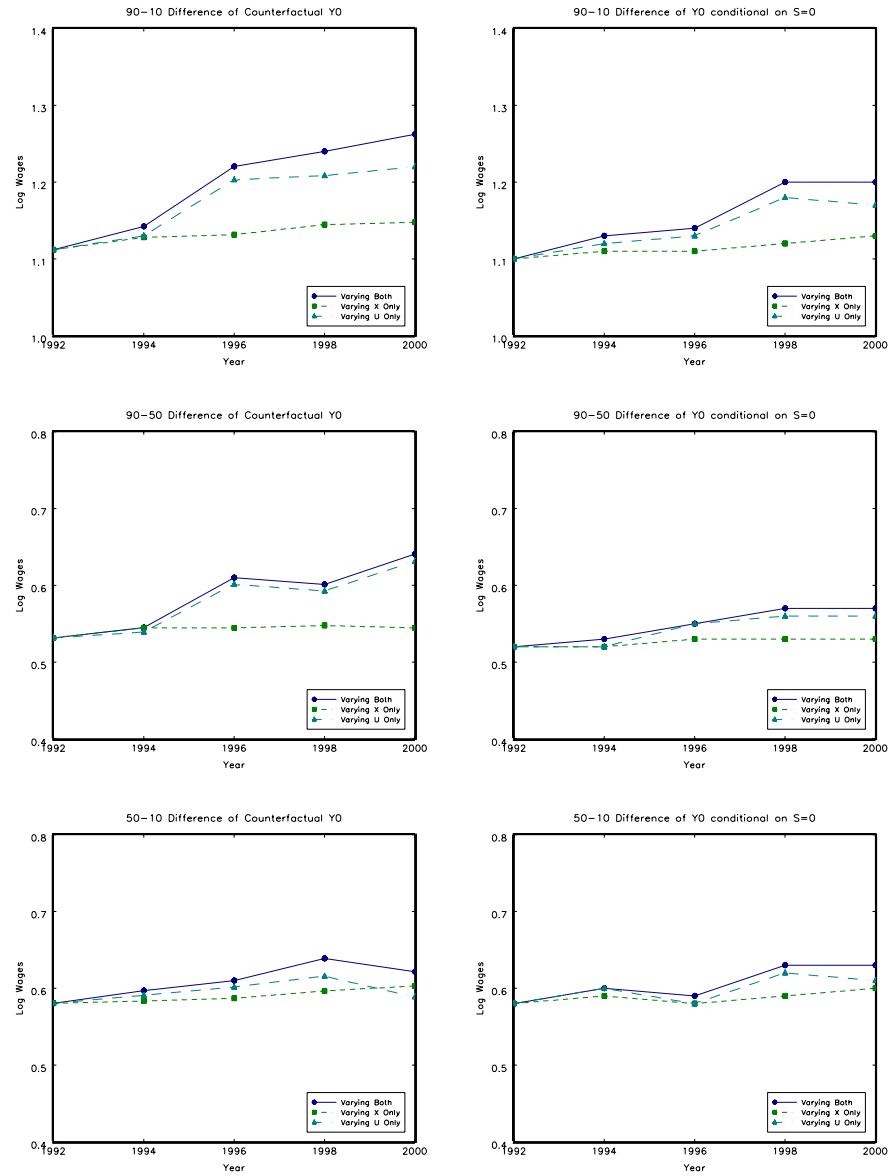 90-10 Difference of Counterfactual Y0
1.4
1.3
1.2
1.1
1.0
Log Wages
Varying Both
Varying X Only
Varying U Only
1992 1994 1996 1998 2000
Year
90-10 Difference of Y0 conditional on S=0
1.4
1.3
1.2
1.1
1.0
Log Wages
Varying Both
Varying X Only
Varying U Only
1992 1994 1996 1998 2000
Year
90-50 Difference of Counterfactual Y0
0.8
0.7
0.6
0.5
0.4
Log Wages
Varying Both
Varying X Only
Varying U Only
1992 1994 1996 1998 2000
Year
90-50 Difference of Y0 conditional on S=0
0.8
0.7
0.6
0.5
0.4
Log Wages
Varying Both
Varying X Only
Varying U Only
1992 1994 1996 1998 2000
Year
50-10 Difference of Counterfactual Y0
0.8
0.7
0.6
0.5
0.4
Log Wages
Varying Both
Varying X Only
Varying U Only
1992 1994 1996 1998 2000
Year
50-10 Difference of Y0 conditional on S=0
0.8
0.7
0.6
0.5
0.4
Log Wages
Varying Both
Varying X Only
Varying U Only
1992 1994 1996 1998 2000
Year